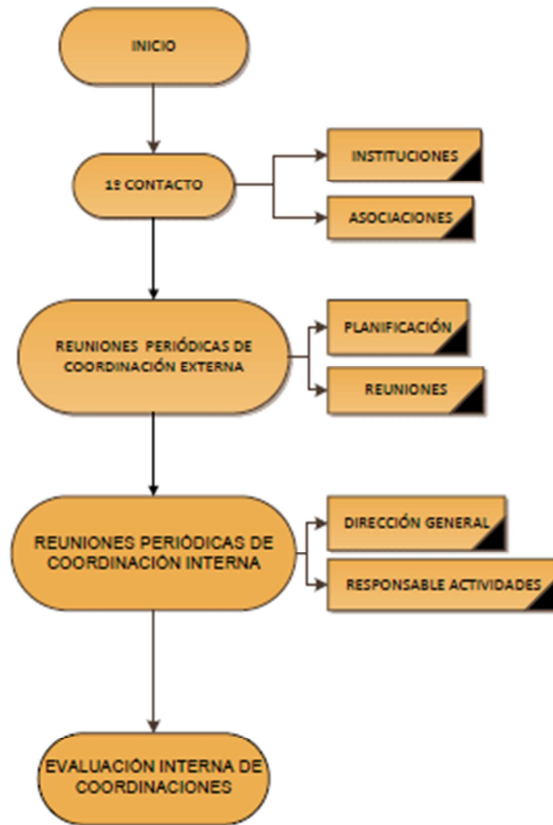 INICIO
1º CONTACTO
INSTITUCIONES
ASOCIACIONES
REUNIONES PERIÓDICAS DE
COORDINACIÓN EXTERNA
PLANIFICACIÓN
REUNIONES
REUNIONES PERIÓDICAS DE
COORDINACIÓN INTERNA
DIRECCIÓN GENERAL
RESPONSABLE ACTIVIDADES
EVALUACIÓN INTERNA DE
COORDINACIONES